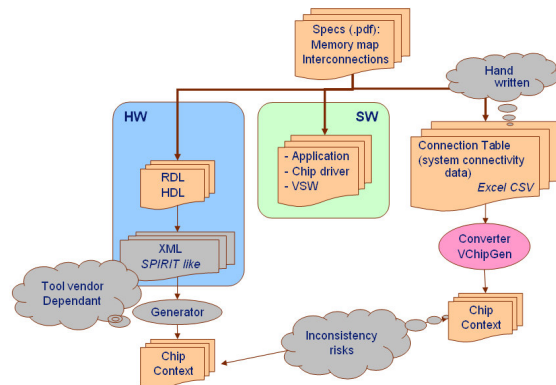 Specs (.pdf):
Memory map
Interconnections
Hand
written
HW
SW
RDL
HDL
- Application
- Chip driver
- VSW
Connection Table
(system connectivity
data)
Excel CSV
XML
SPIRIT like
Converter
VChipGen
Tool vendor
Dependant
Generator
Inconsistency
risks
Chip
Context
Chip
Context